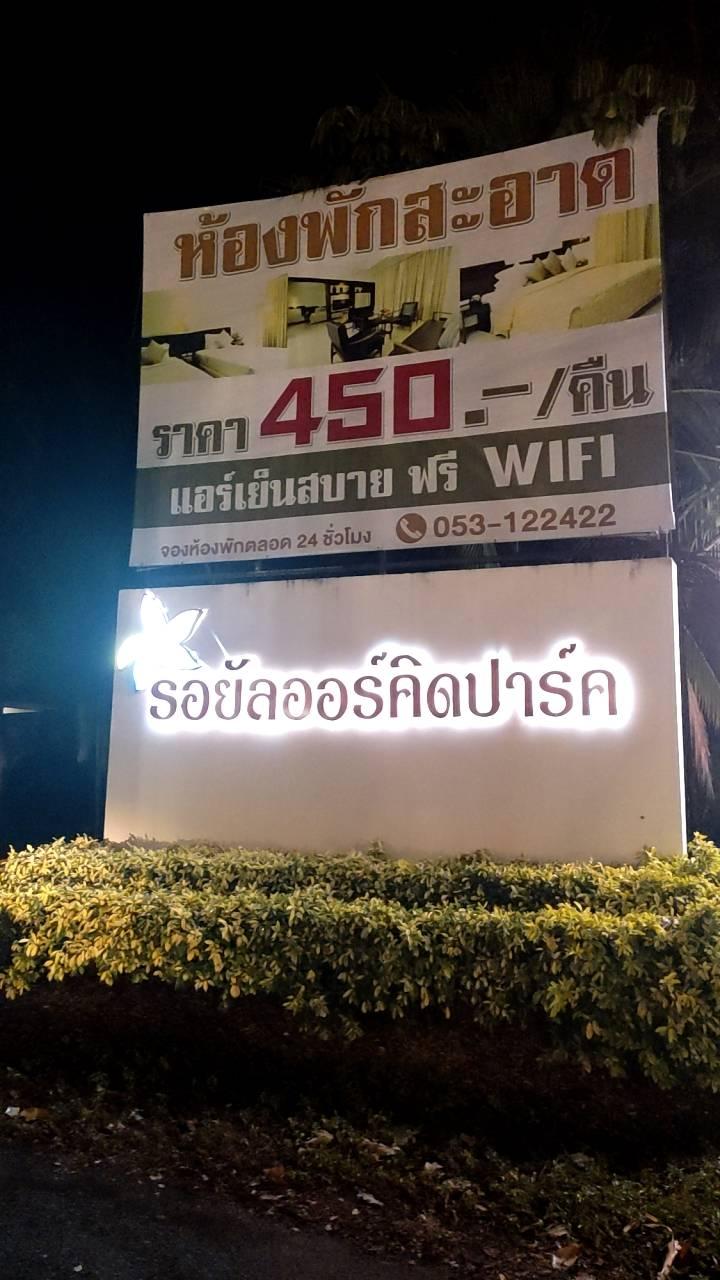 ห้องพักสะอาด
ราคา 450.-/คืน
แอร์เย็นสบาย ฟรี WIFI
จองห้องพักตลอด 24 ชั่วโมง 053-122422
รอยัลออร์คิดปาร์ค